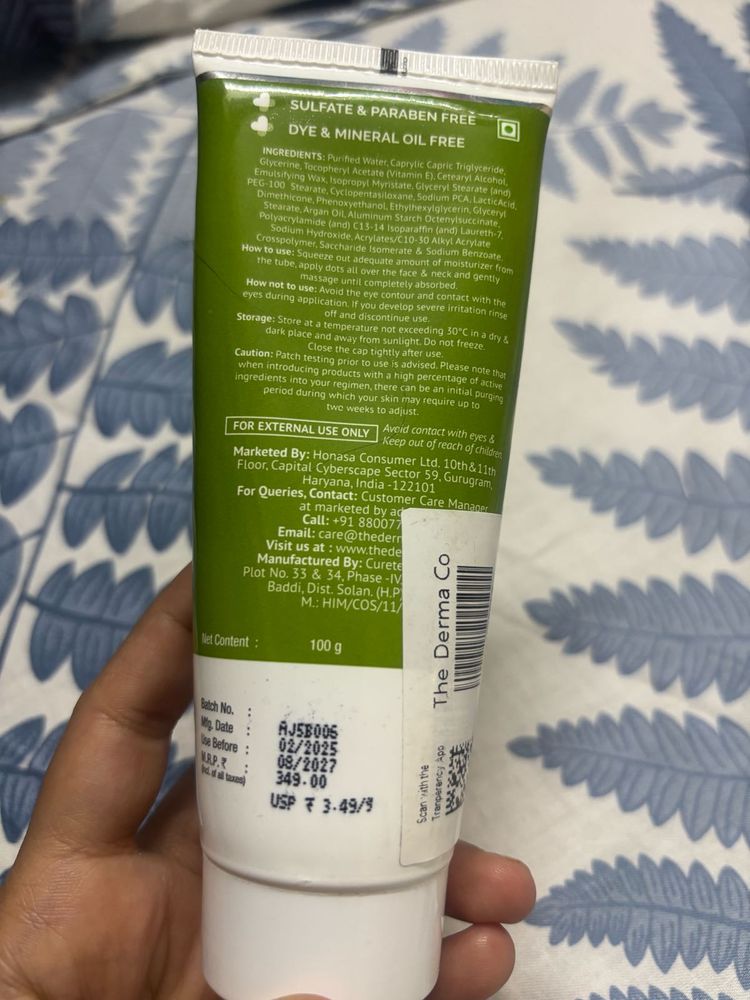 SULFATE & PARABEN FREE
DYE & MINERAL OIL FREE
INGREDIENTS: Purified Water, Caprylic Capric Triglyceride,
Glycerine, Tocopheryl Acetate (Vitamin E), Cetearyl Alcohol,
Emulsifying Wax, Isopropyl Myristate, Glyceryl Stearate (and)
PEG-100 Stearate, Cyclopentasiloxane, Sodium PCA, LacticAcid,
Dimethicone, Phenoxyethanol, Ethylhexylglycerin, Glyceryl
Stearate, Argan Oil, Aluminum Starch Octenylsuccinate,
Polyacrylamide (and) C13-14 Isoparaffin (and) Laureth-7,
Sodium Hydroxide, Acrylates/C10-30 Alkyl Acrylate
Crosspolymer, Saccharide Isomerate & Sodium Benzoate.
How to use: Squeeze out adequate amount of moisturizer from
the tube, apply dots all over the face & neck and gently
massage until completely absorbed.
How not to use: Avoid the eye contour and contact with the
eyes during application. If you develop severe irritation rinse
off and discontinue use.
Storage: Store at a temperature not exceeding 30°C in a dry &
dark place and away from sunlight. Do not freeze.
Close the cap tightly after use.
Caution: Patch testing prior to use is advised. Please note that
when introducing products with a high percentage of active
ingredients into your regimen, there can be an initial purging
period during which your skin may require up to
two weeks to adjust.
FOR EXTERNAL USE ONLY
Avoid contact with eyes &
Keep out of reach of children.
Marketed By: Honasa Consumer Ltd. 10th&11th
Floor, Capital Cyberscape Sector 59, Gurugram,
Haryana, India -122101
For Queries, Contact: Customer Care Manager
at marketed by
Call: +91 88007
Email: care@theder
Visit us at : www.thede
Manufactured By: Curete
Plot No. 33 & 34, Phase -IV
Baddi, Dist. Solan. (H.P
M.: HIM/COS/11/
Net Content : 100 g
Batch No. : AJ5B006
Mfg. Date : 02/2025
Use Before : 08/2027
M.R.P. ₹ : 349.00
(Incl. of all taxes)
USP ₹ 3.49/g
The Derma Co
Scan with the
Tranperency App